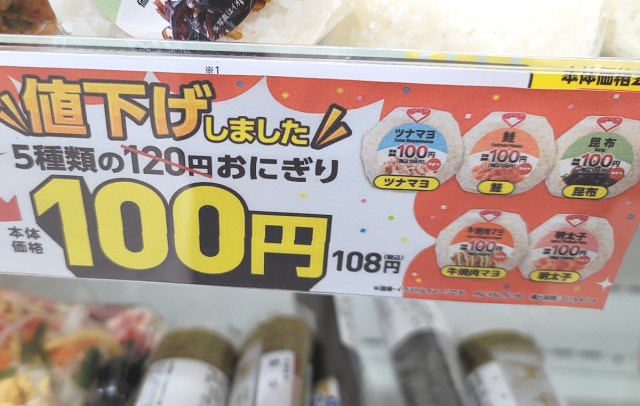 ※1
値下げしました
5種類の120円おにぎり
本体
価格
100円
108円
(税込)
ツナマヨ
100円
ツナマヨ
鮭
100円
鮭
昆布
100円
昆布
牛焼肉マヨ
100円
牛焼肉マヨ
明太子
100円
明太子
本体価格